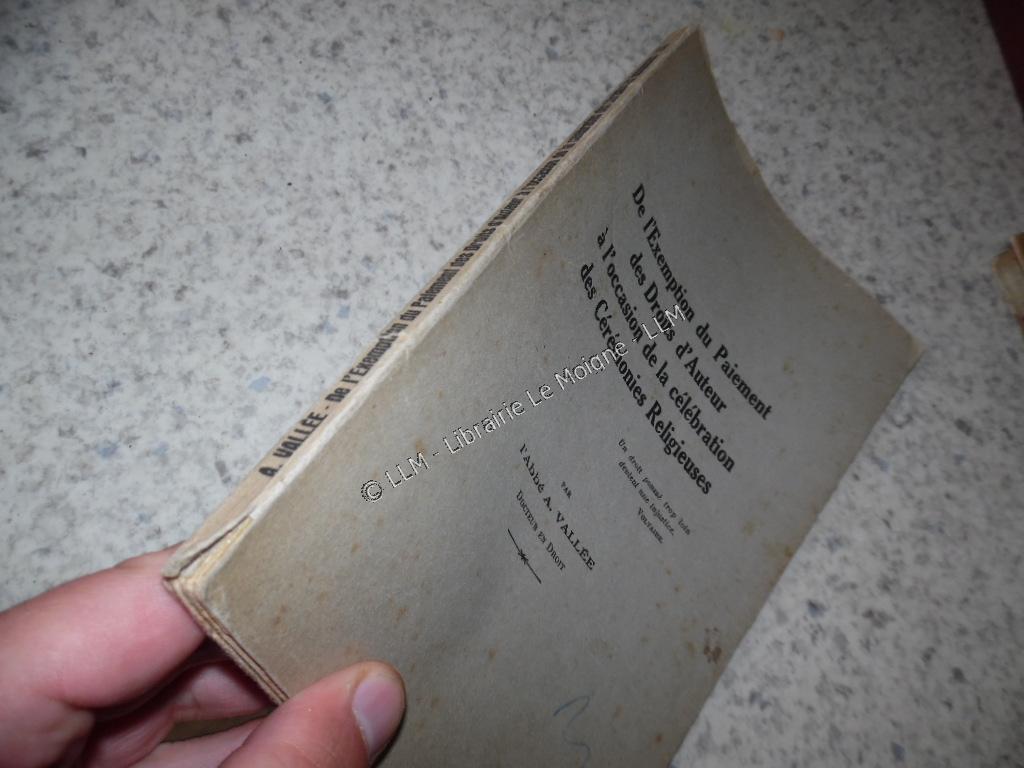 De l'Exemption du Paiement
des Droits d'Auteur
à l'occasion de la célébration
des Cérémonies Religieuses
Un droit poussé trop loin
devient une injustice.
VOLTAIRE.
PAR
l'Abbé A. VALLÉE
DOCTEUR EN DROIT
A. VALLÉE - De l'Exemption du Paiement des Droits d'Auteur
© LLM - Librairie Le Moigne - LLM
3